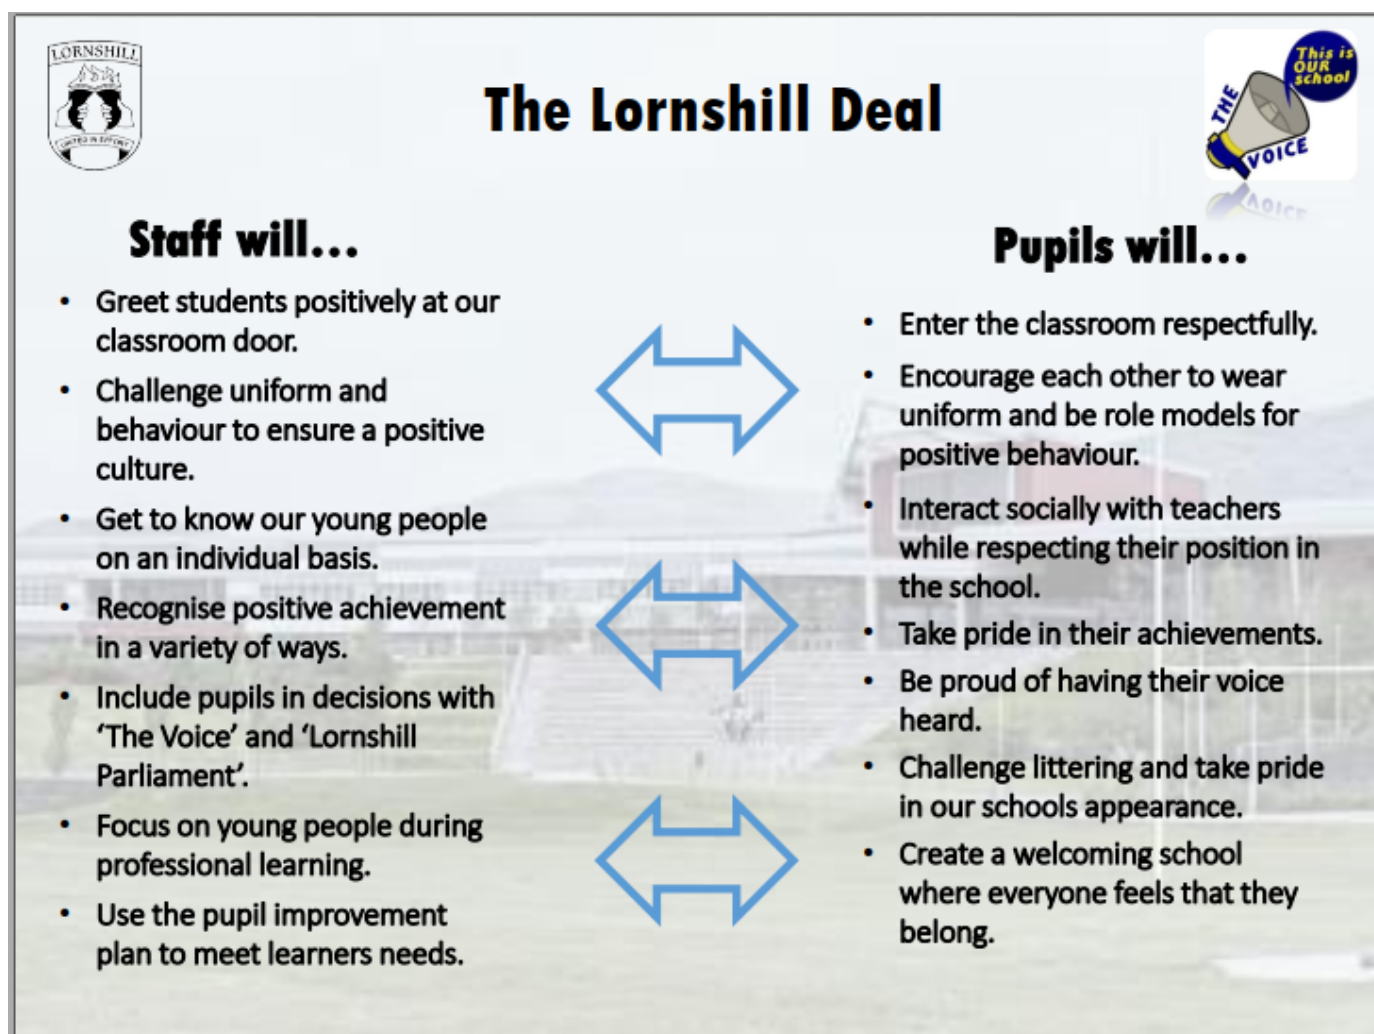 LORNSHILL
UNITED IN EFFORT
The Lornshill Deal
This is
OUR
school
THE
VOICE
Staff will...
• Greet students positively at our
classroom door.
• Challenge uniform and
behaviour to ensure a positive
culture.
• Get to know our young people
on an individual basis.
• Recognise positive achievement
in a variety of ways.
• Include pupils in decisions with
‘The Voice’ and ‘Lornshill
Parliament’.
• Focus on young people during
professional learning.
• Use the pupil improvement
plan to meet learners needs.
Pupils will...
• Enter the classroom respectfully.
• Encourage each other to wear
uniform and be role models for
positive behaviour.
• Interact socially with teachers
while respecting their position in
the school.
• Take pride in their achievements.
• Be proud of having their voice
heard.
• Challenge littering and take pride
in our schools appearance.
• Create a welcoming school
where everyone feels that they
belong.